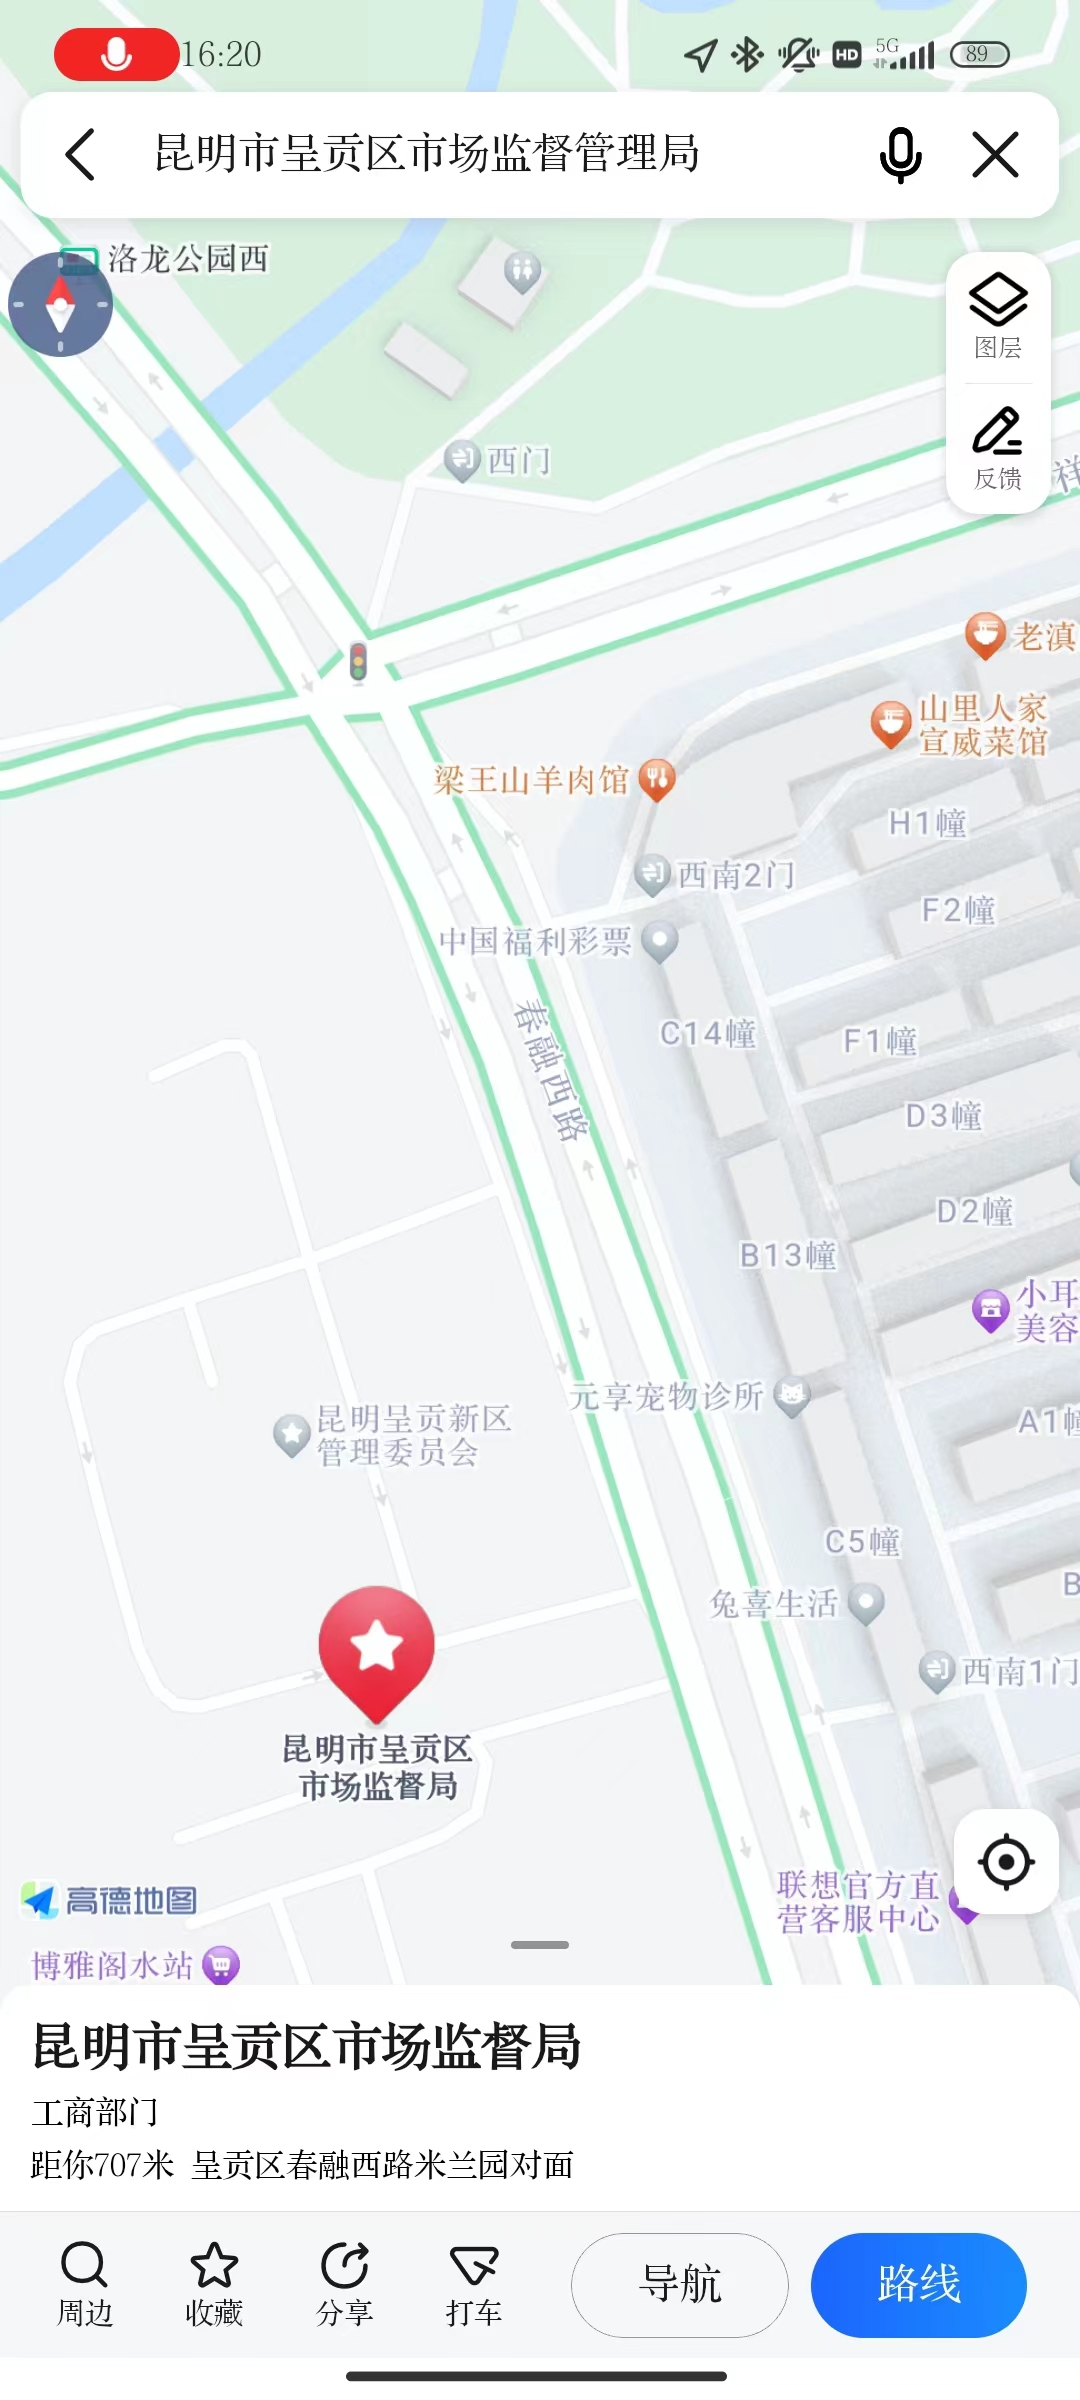 16:20
HD
5G
89
昆明市呈贡区市场监督管理局
洛龙公园西
图层
反馈
西门
祥
老滇
山里人家
宣威菜馆
梁王山羊肉馆
H1幢
西南2门
F2幢
中国福利彩票
春融西路
C14幢
F1幢
D3幢
D2幢
B13幢
小耳
美容
元享宠物诊所
A1幢
昆明呈贡新区
管理委员会
C5幢
B
兔喜生活
西南1门
昆明市呈贡区
市场监督局
联想官方直
营客服中心
高德地图
博雅阁水站
昆明市呈贡区市场监督局
工商部门
距你707米 呈贡区春融西路米兰园对面
周边
收藏
分享
打车
导航
路线